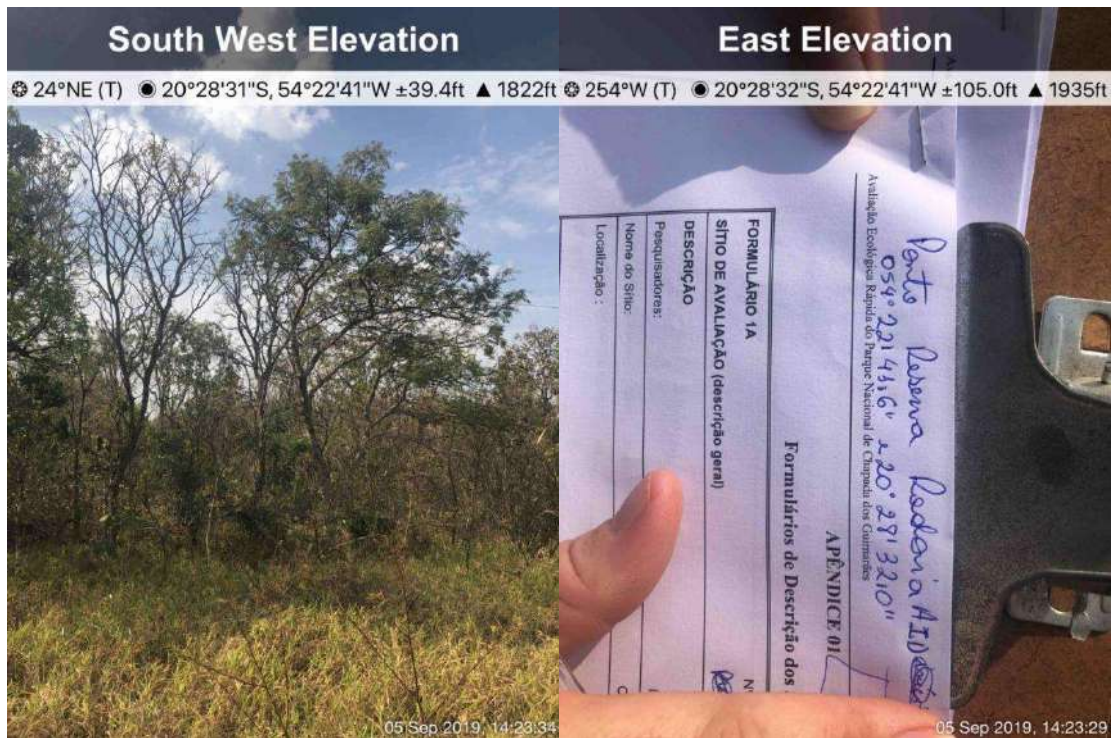 South West Elevation
24°NE (T) 20°28'31"S, 54°22'41"W ±39.4ft ▲ 1822ft
05 Sep 2019, 14:23:34
East Elevation
254°W (T) 20°28'32"S, 54°22'41"W ±105.0ft ▲ 1935ft
Ponto Reserva Rodovia AID
054° 22' 41,6" e 20° 28' 32,0"
Avaliação Ecológica Rápida do Parque Nacional de Chapada dos Guimarães
APÊNDICE 01
Formulários de Descrição dos
FORMULÁRIO 1A
SÍTIO DE AVALIAÇÃO (descrição geral)
DESCRIÇÃO
Pesquisadores:
Nome do Sítio:
Localização :
05 Sep 2019, 14:23:29